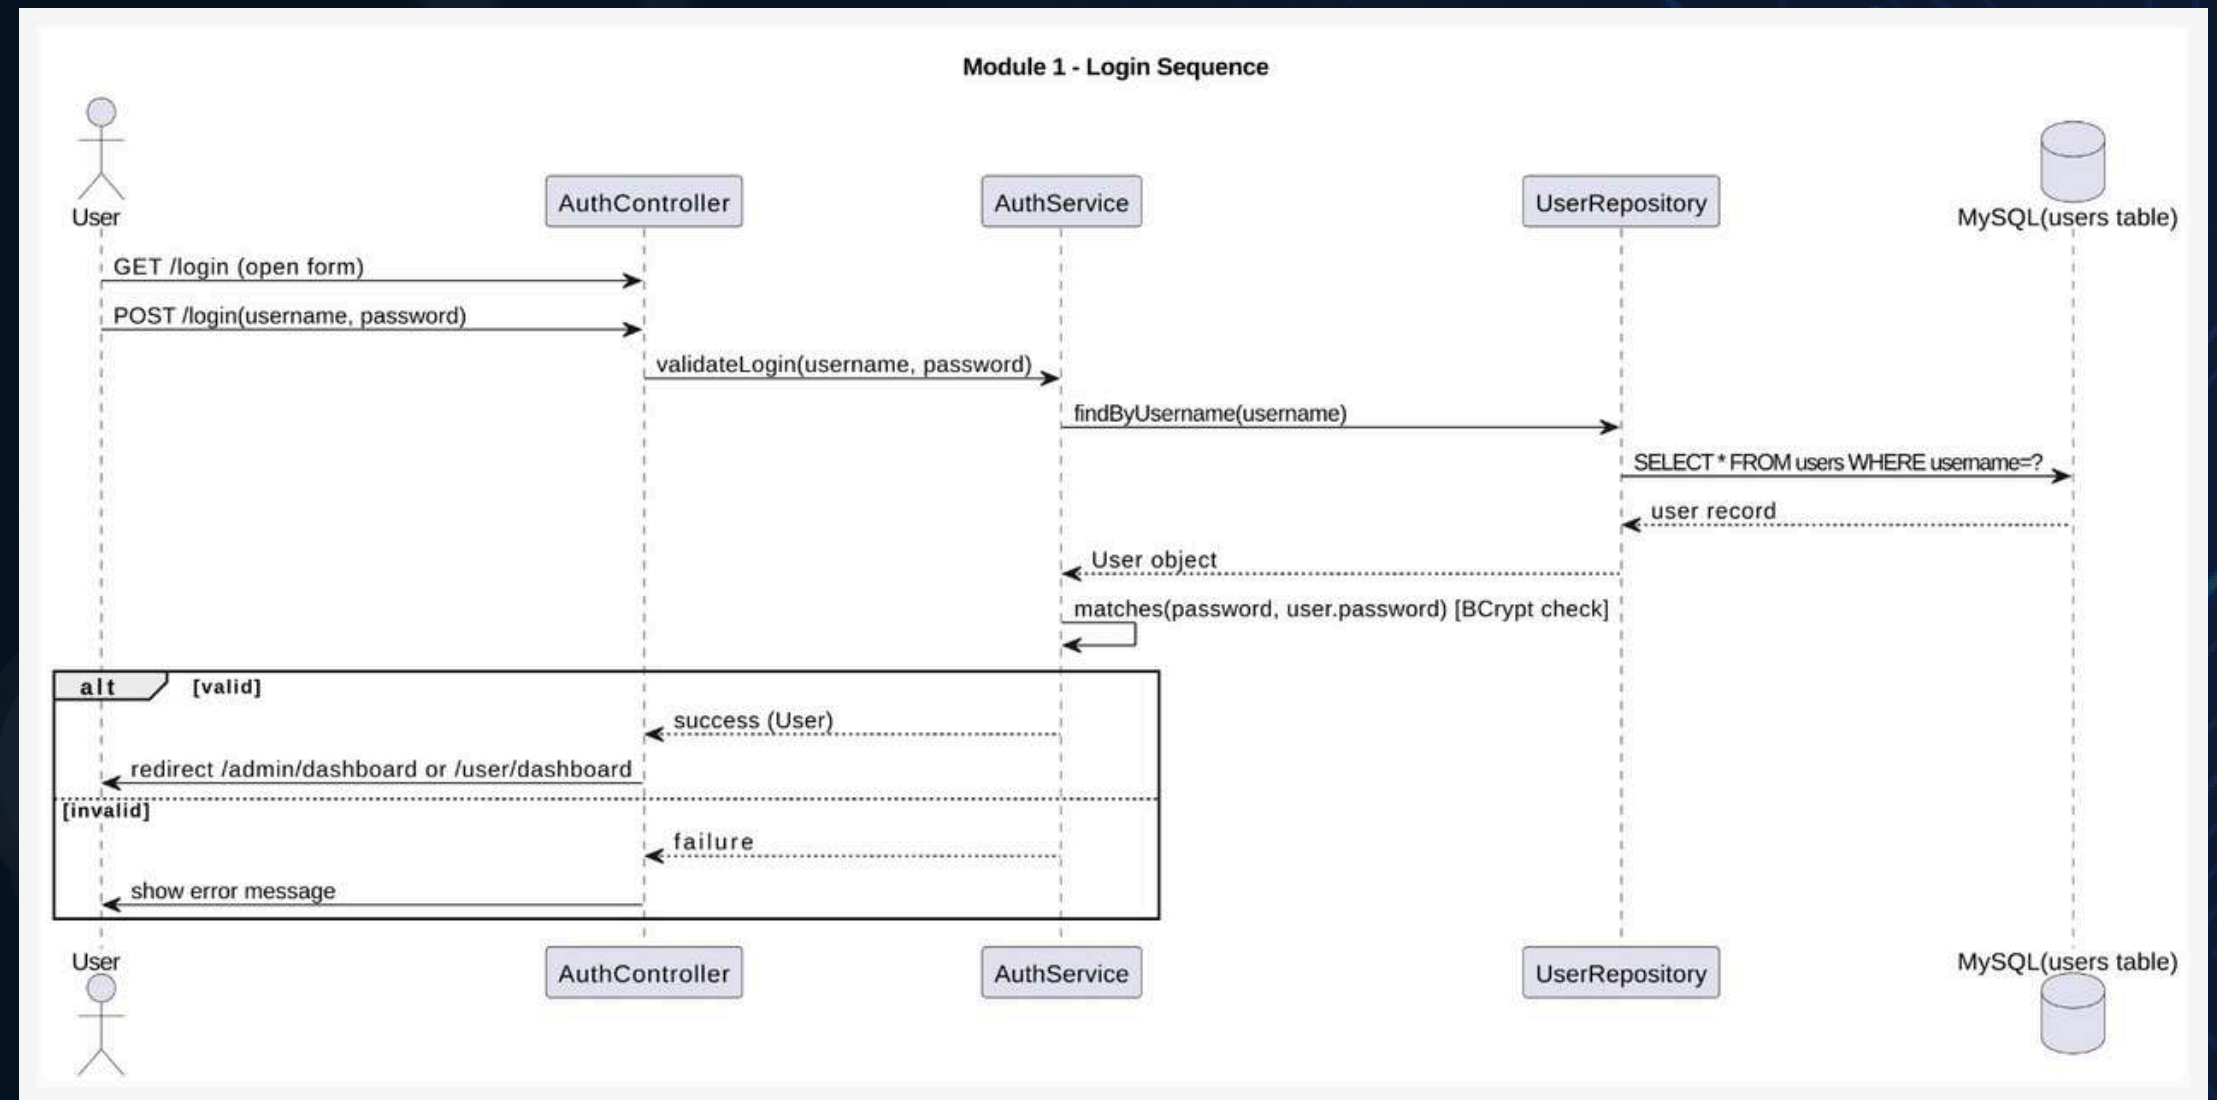 Module 1 - Login Sequence
User
AuthController
AuthService
UserRepository
MySQL(users table)
GET /login (open form)
POST /login(username, password)
validateLogin(username, password)
findByUsername(username)
SELECT * FROM users WHERE username=?
user record
User object
matches(password, user.password) [BCrypt check]
alt [valid]
success (User)
redirect /admin/dashboard or /user/dashboard
[invalid]
failure
show error message
User
AuthController
AuthService
UserRepository
MySQL(users table)